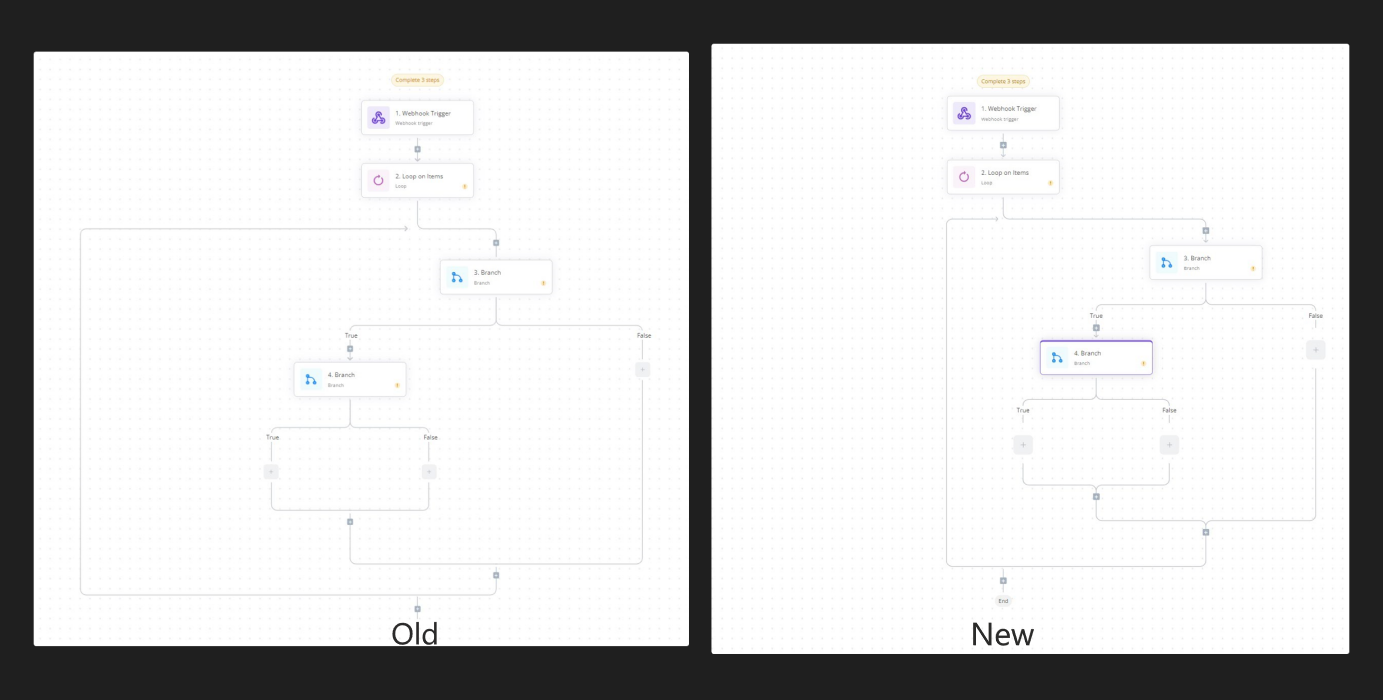 Complete 3 steps
1. Webhook Trigger
Webhook trigger
2. Loop on Items
Loop
3. Branch
Branch
True
False
4. Branch
Branch
True
False
Old
Complete 3 steps
1. Webhook Trigger
Webhook trigger
2. Loop on Items
Loop
3. Branch
Branch
True
False
4. Branch
Branch
True
False
End
New